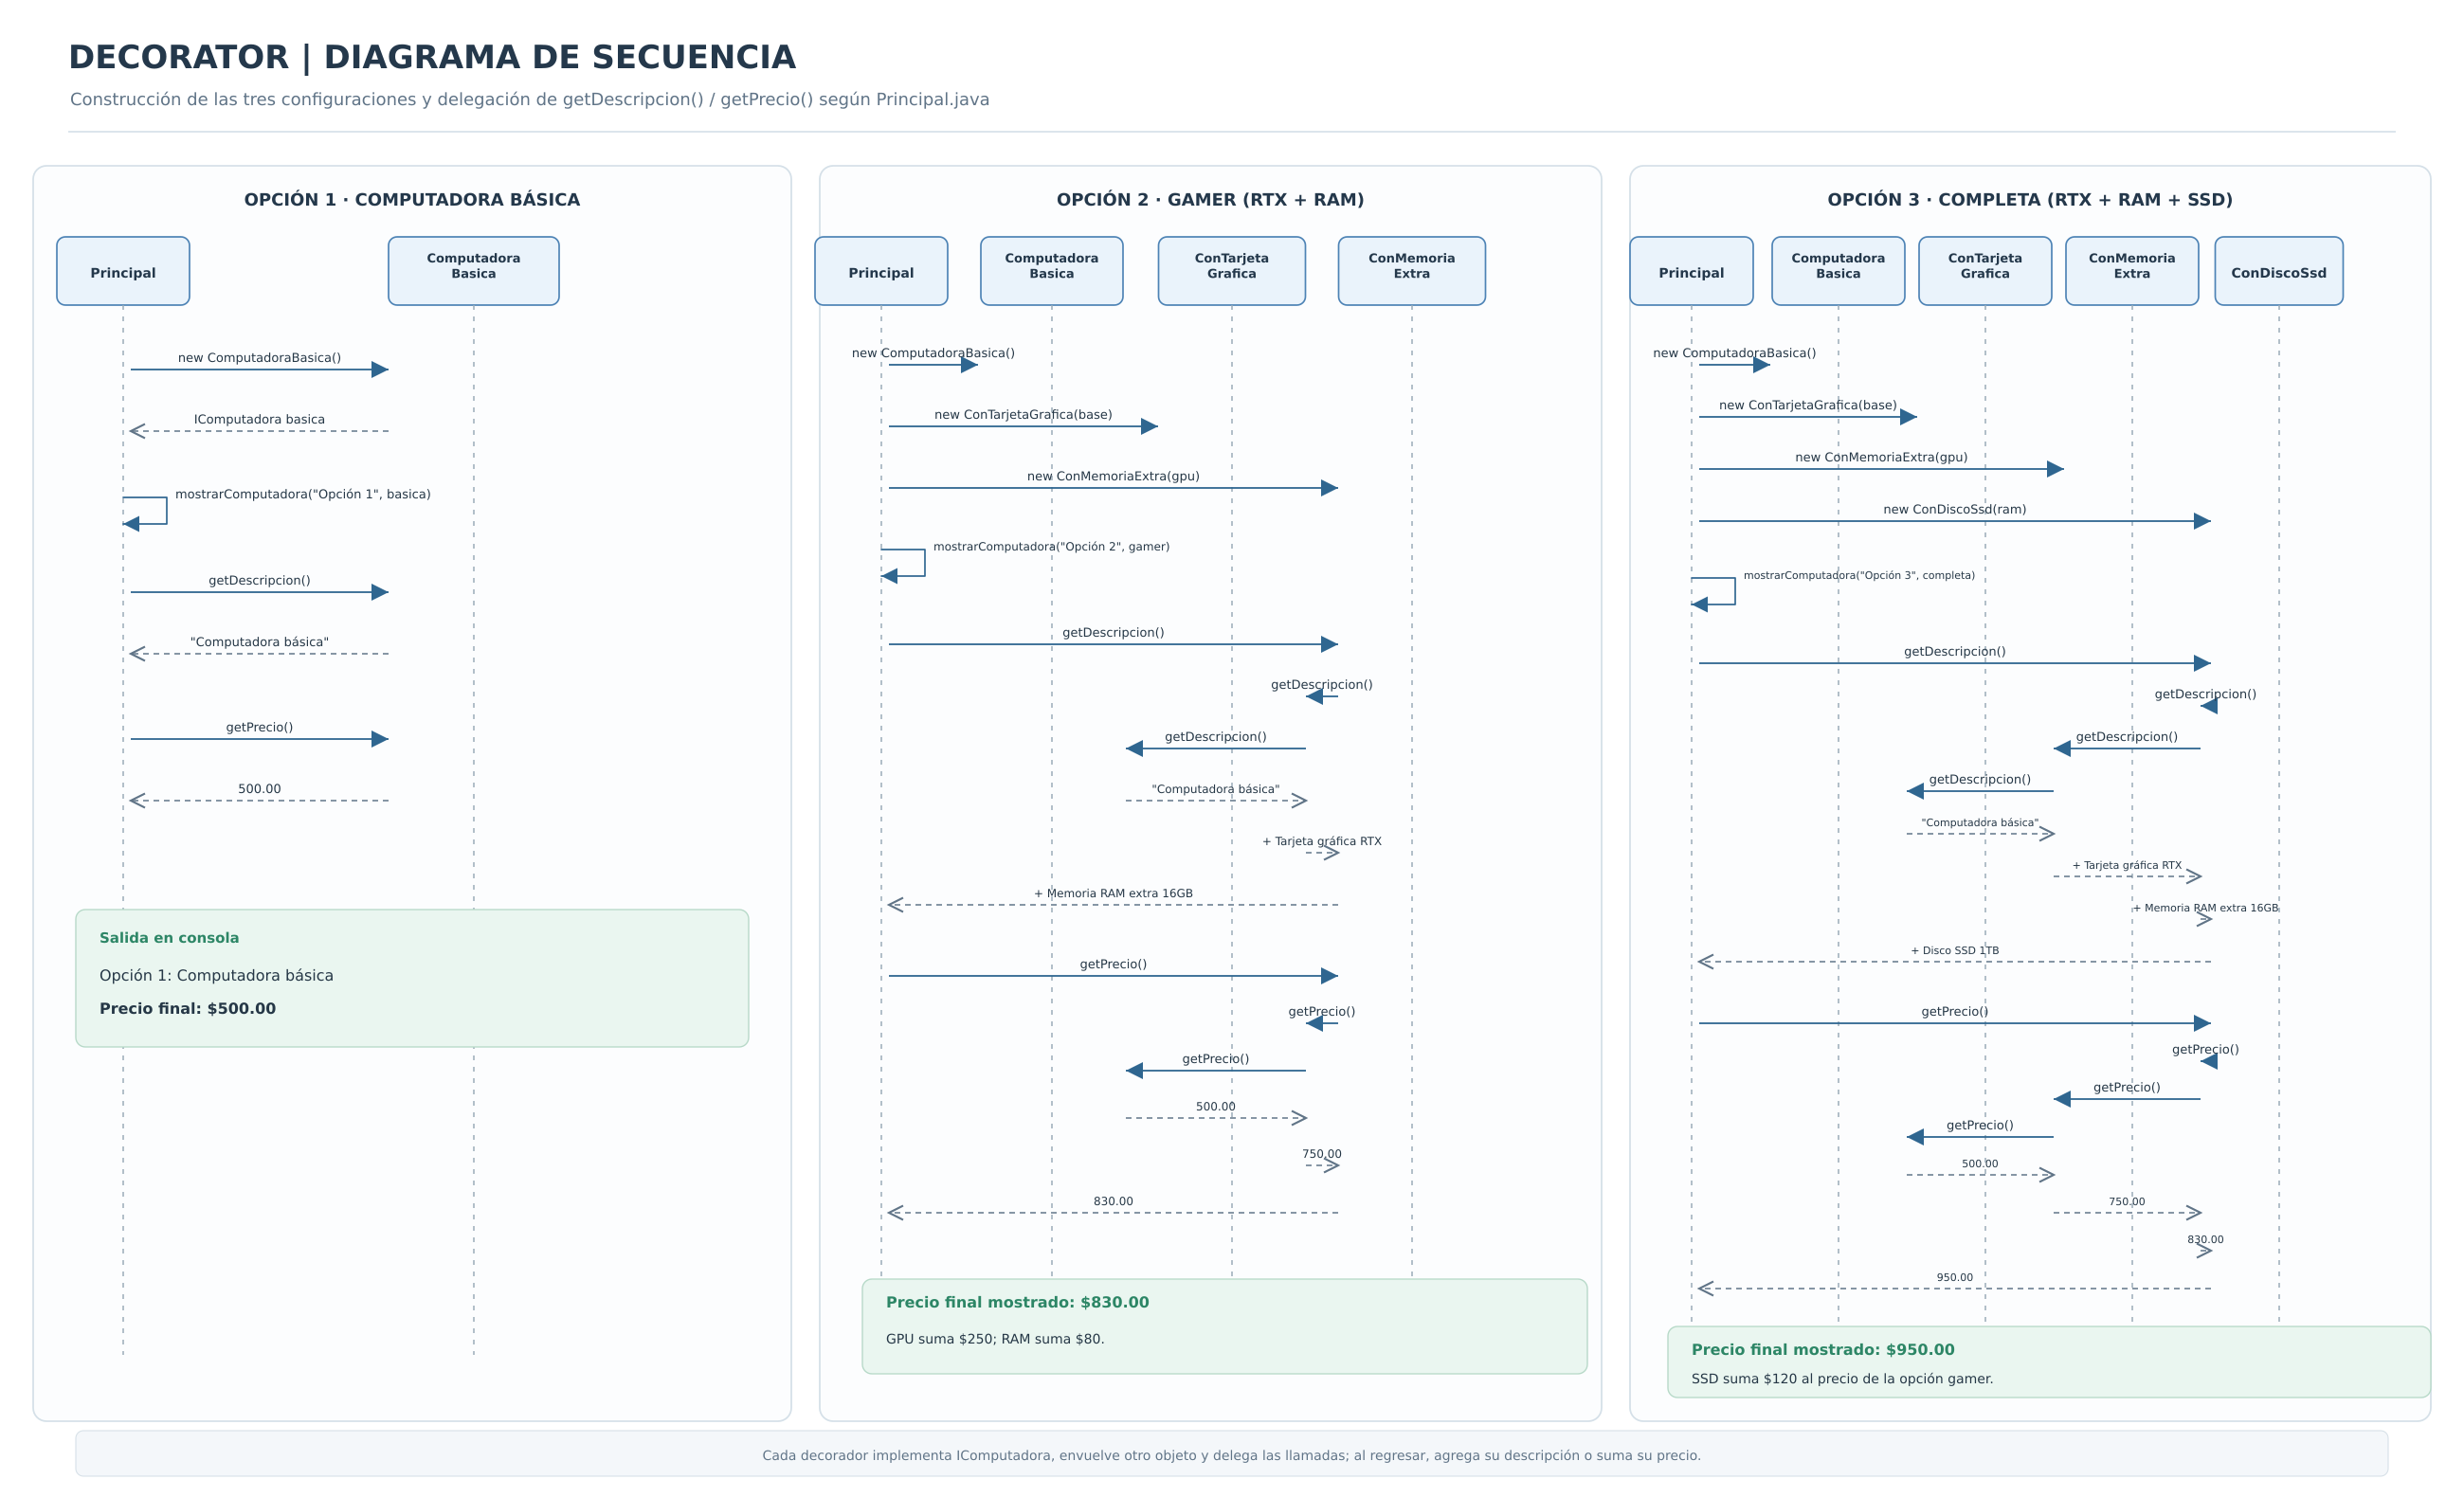 DECORATOR | DIAGRAMA DE SECUENCIA
Construcción de las tres configuraciones y delegación de getDescripcion() / getPrecio() según Principal.java
OPCIÓN 1 · COMPUTADORA BÁSICA
Principal
Computadora
Basica
new ComputadoraBasica()
IComputadora basica
mostrarComputadora("Opción 1", basica)
getDescripcion()
"Computadora básica"
getPrecio()
500.00
Salida en consola
Opción 1: Computadora básica
Precio final: $500.00
OPCIÓN 2 · GAMER (RTX + RAM)
Principal
Computadora
Basica
ConTarjeta
Grafica
ConMemoria
Extra
new ComputadoraBasica()
new ConTarjetaGrafica(base)
new ConMemoriaExtra(gpu)
mostrarComputadora("Opción 2", gamer)
getDescripcion()
getDescripcion()
getDescripcion()
"Computadora básica"
+ Tarjeta gráfica RTX
+ Memoria RAM extra 16GB
getPrecio()
getPrecio()
getPrecio()
500.00
750.00
830.00
Precio final mostrado: $830.00
GPU suma $250; RAM suma $80.
OPCIÓN 3 · COMPLETA (RTX + RAM + SSD)
Principal
Computadora
Basica
ConTarjeta
Grafica
ConMemoria
Extra
ConDiscoSsd
new ComputadoraBasica()
new ConTarjetaGrafica(base)
new ConMemoriaExtra(gpu)
new ConDiscoSsd(ram)
mostrarComputadora("Opción 3", completa)
getDescripcion()
getDescripcion()
getDescripcion()
getDescripcion()
"Computadora básica"
+ Tarjeta gráfica RTX
+ Memoria RAM extra 16GB
+ Disco SSD 1TB
getPrecio()
getPrecio()
getPrecio()
getPrecio()
500.00
750.00
830.00
950.00
Precio final mostrado: $950.00
SSD suma $120 al precio de la opción gamer.
Cada decorador implementa IComputadora, envuelve otro objeto y delega las llamadas; al regresar, agrega su descripción o suma su precio.